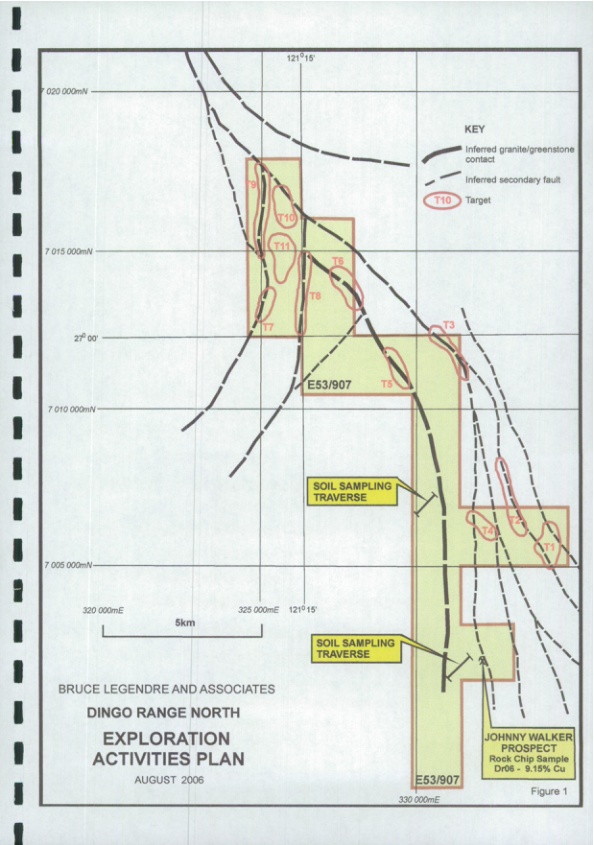 121° 15'
7 020 000mN
KEY
Inferred granite/greenstone
contact
Inferred secondary fault
T10
Target
T9
T10
T11
7 015 000mN
T6
T8
T7
T3
27° 00'
T5
E53/907
7 010 000mN
SOIL SAMPLING
TRAVERSE
T2
T4
T1
7 005 000mN
320 000mE
325 000mE
121° 15'
5km
SOIL SAMPLING
TRAVERSE
BRUCE LEGENDRE AND ASSOCIATES
DINGO RANGE NORTH
EXPLORATION
ACTIVITIES PLAN
AUGUST 2006
JOHNNY WALKER
PROSPECT
Rock Chip Sample
Dr06 - 9.15% Cu
E53/907
Figure 1
330 000mE